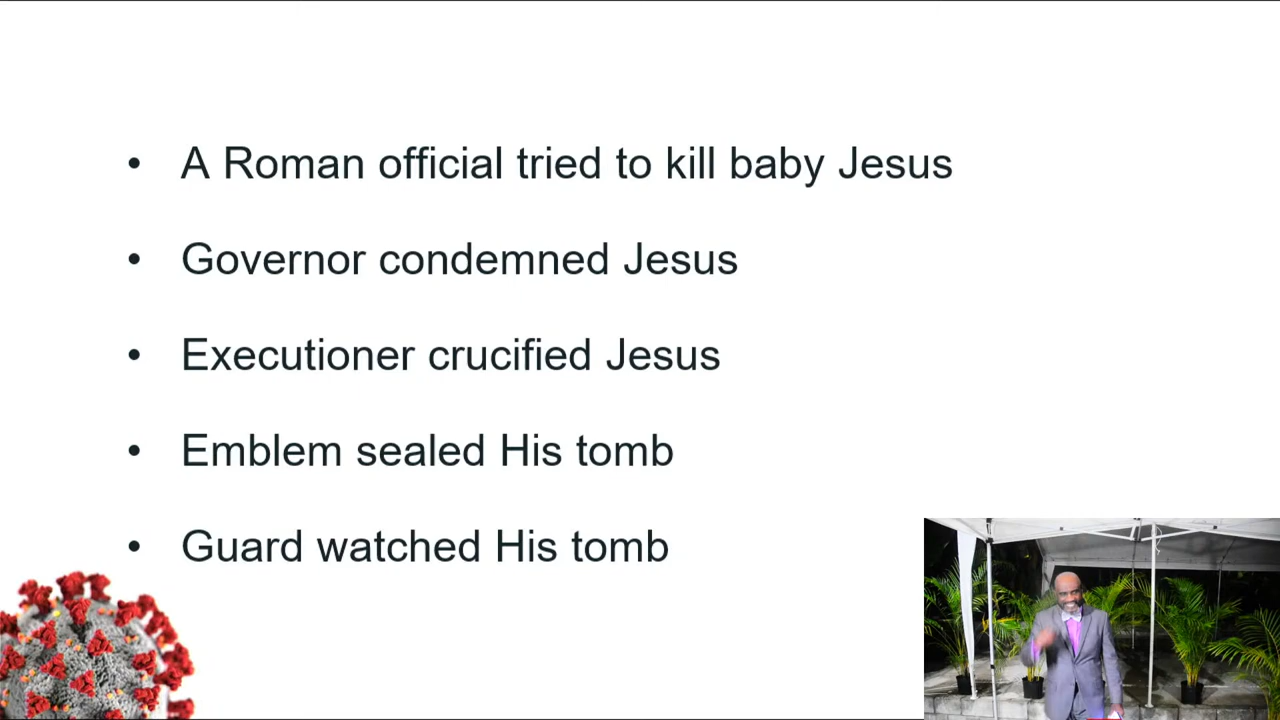 • A Roman official tried to kill baby Jesus
• Governor condemned Jesus
• Executioner crucified Jesus
• Emblem sealed His tomb
• Guard watched His tomb